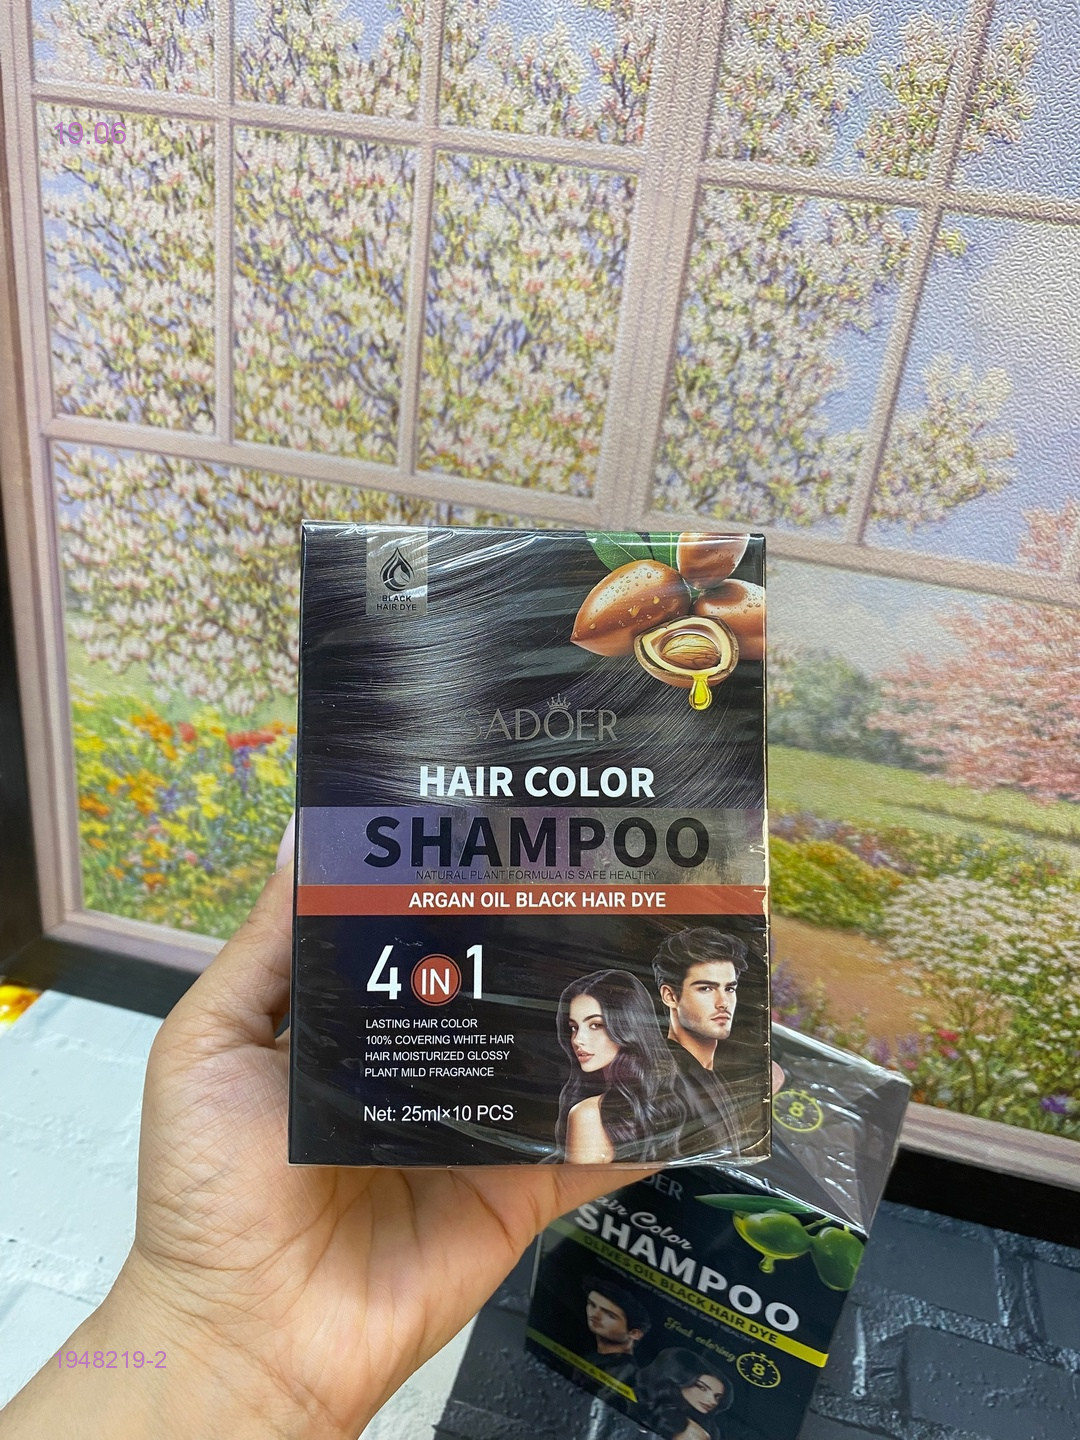 19.06
BLACK
HAIR DYE
SADOER
HAIR COLOR
SHAMPOO
NATURAL PLANT FORMULA IS SAFE HEALTHY
ARGAN OIL BLACK HAIR DYE
4 IN 1
LASTING HAIR COLOR
100% COVERING WHITE HAIR
HAIR MOISTURIZED GLOSSY
PLANT MILD FRAGRANCE
Net: 25ml×10 PCS
8
Hair Color
SHAMPOO
OLIVES OIL BLACK HAIR DYE
Fast coloring
8
1948219-2